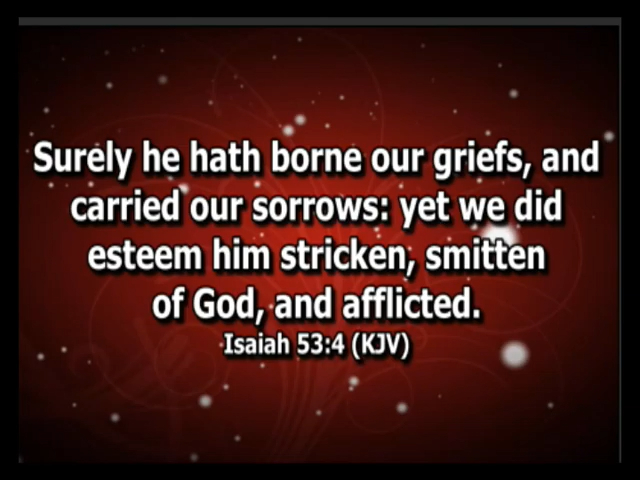 Surely he hath borne our griefs, and
carried our sorrows: yet we did
esteem him stricken, smitten
of God, and afflicted.
Isaiah 53:4 (KJV)